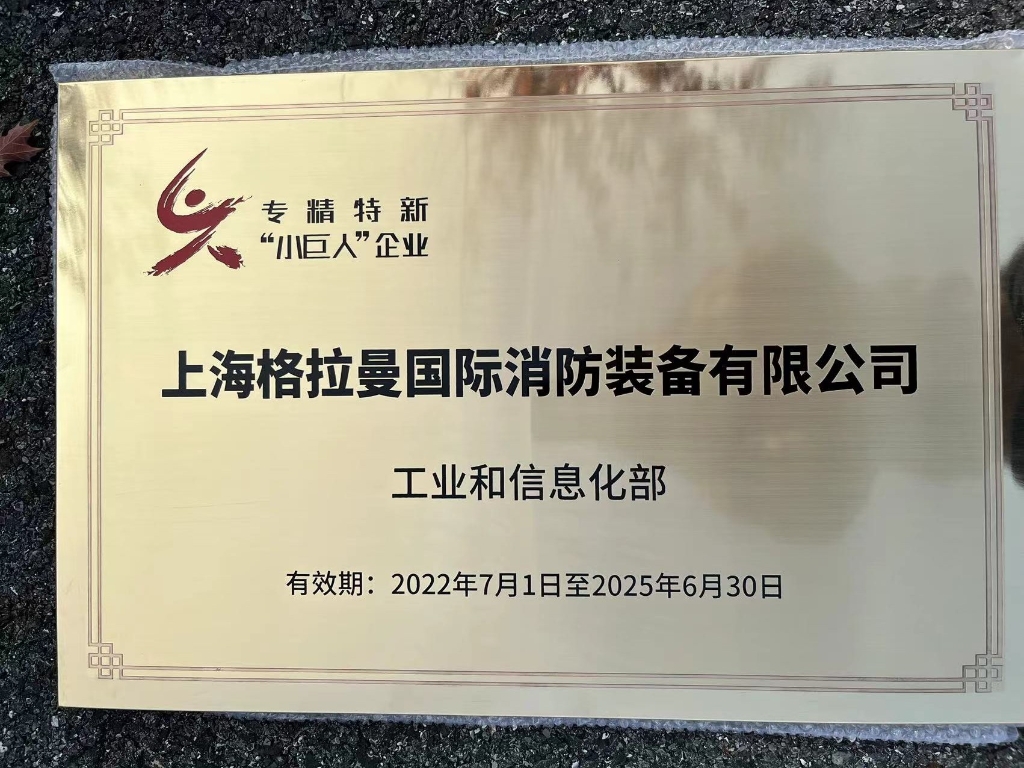 专精特新
“小巨人”企业
上海格拉曼国际消防装备有限公司
工业和信息化部
有效期：2022年7月1日至2025年6月30日